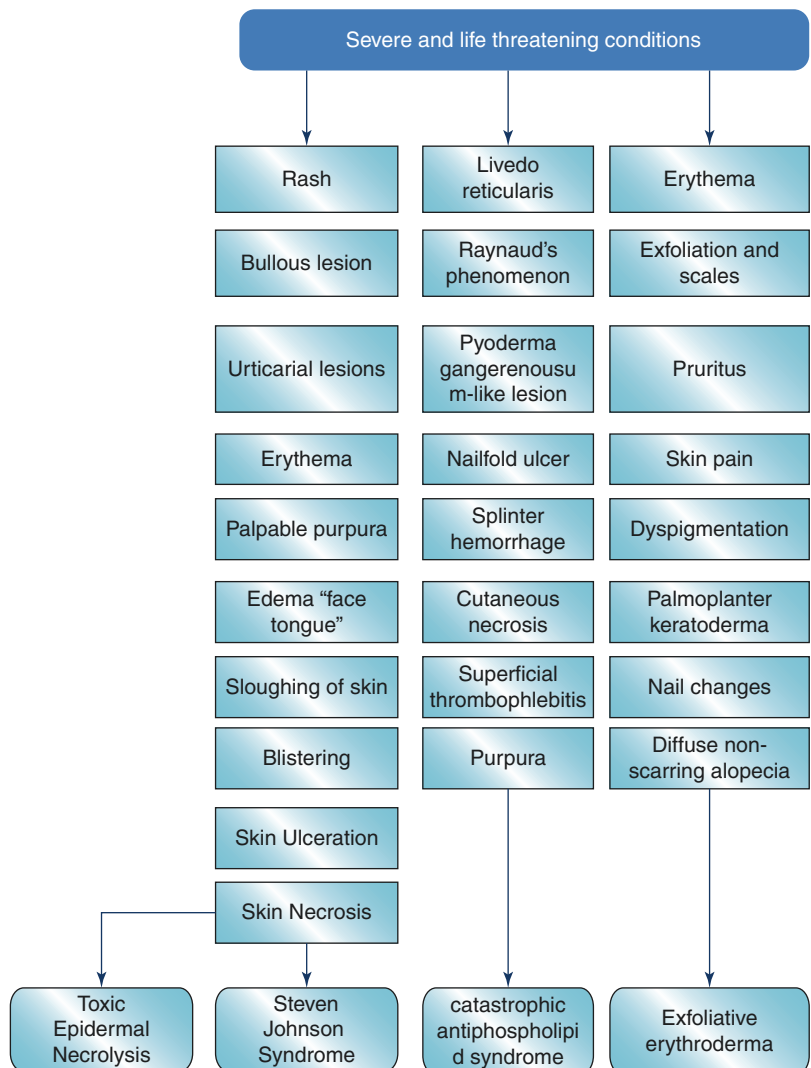 Severe and life threatening conditions
Rash
Bullous lesion
Urticarial lesions
Erythema
Palpable purpura
Edema “face
tongue”
Sloughing of skin
Blistering
Skin Ulceration
Skin Necrosis
Toxic
Epidermal
Necrolysis
Steven
Johnson
Syndrome
Livedo
reticularis
Raynaud’s
phenomenon
Pyoderma
gangerenousu
m-like lesion
Nailfold ulcer
Splinter
hemorrhage
Cutaneous
necrosis
Superficial
thrombophlebitis
Purpura
catastrophic
antiphospholipi
d syndrome
Erythema
Exfoliation and
scales
Pruritus
Skin pain
Dyspigmentation
Palmoplanter
keratoderma
Nail changes
Diffuse non-
scarring alopecia
Exfoliative
erythroderma